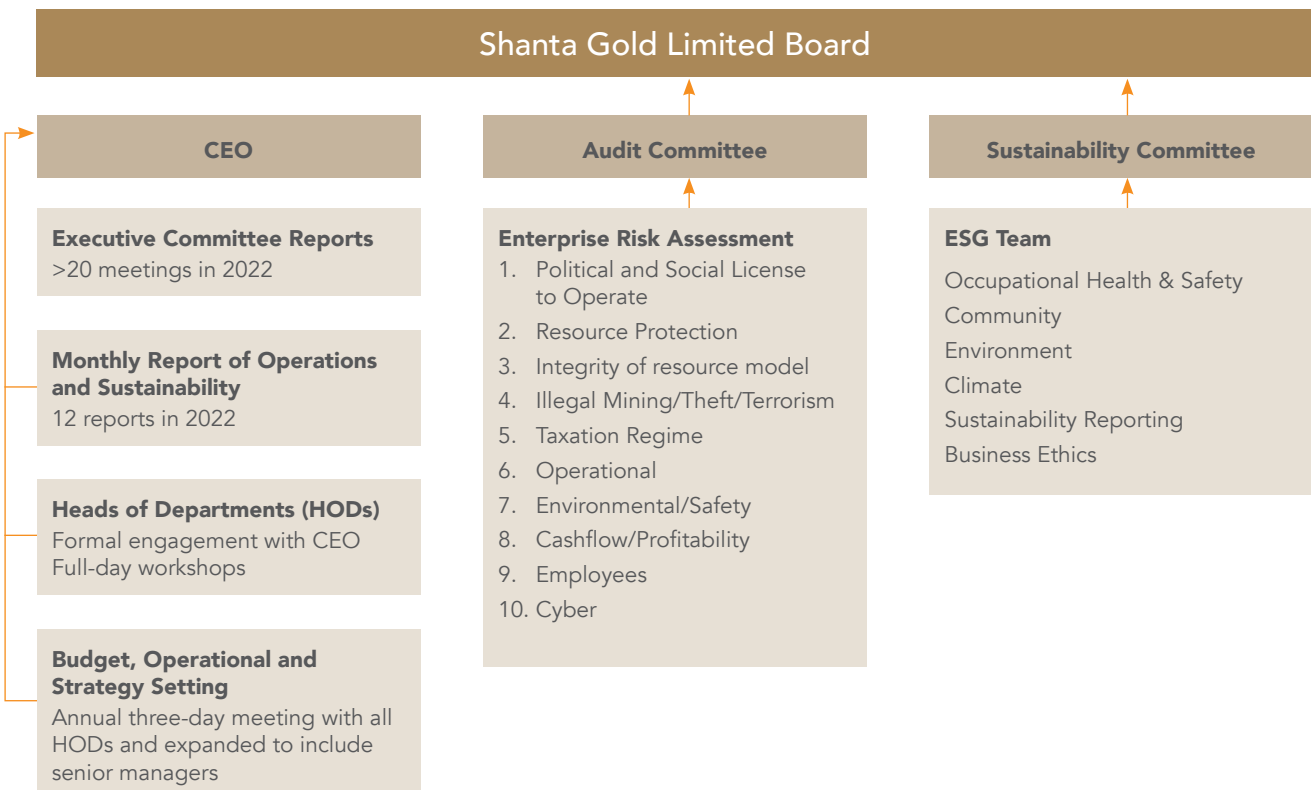 Shanta Gold Limited Board
CEO
Executive Committee Reports
>20 meetings in 2022
Monthly Report of Operations
and Sustainability
12 reports in 2022
Heads of Departments (HODs)
Formal engagement with CEO
Full-day workshops
Budget, Operational and
Strategy Setting
Annual three-day meeting with all
HODs and expanded to include
senior managers
Audit Committee
Enterprise Risk Assessment
1. Political and Social License
to Operate
2. Resource Protection
3. Integrity of resource model
4. Illegal Mining/Theft/Terrorism
5. Taxation Regime
6. Operational
7. Environmental/Safety
8. Cashflow/Profitability
9. Employees
10. Cyber
Sustainability Committee
ESG Team
Occupational Health & Safety
Community
Environment
Climate
Sustainability Reporting
Business Ethics